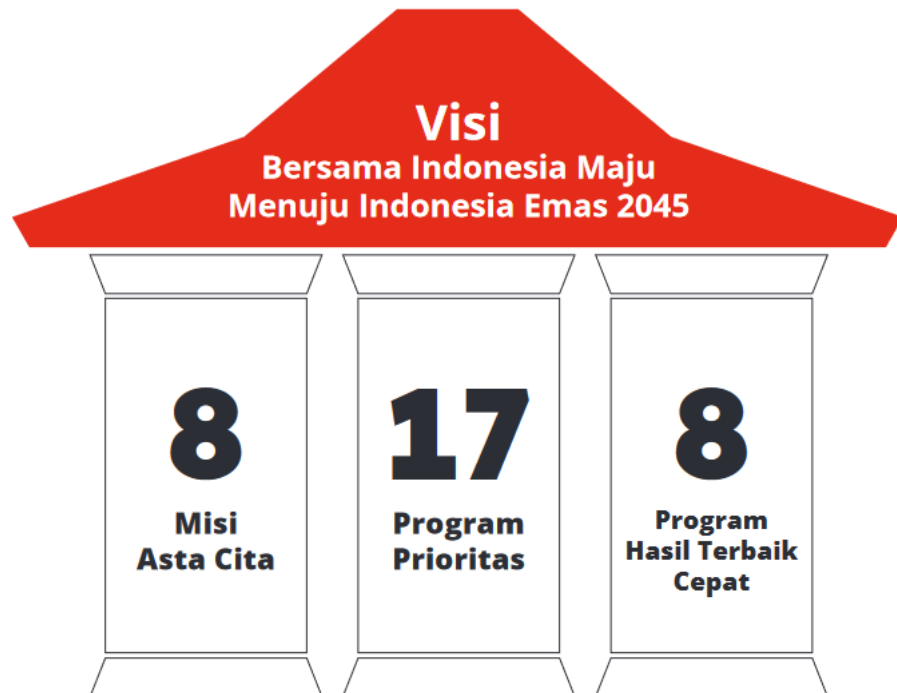 Visi
Bersama Indonesia Maju
Menuju Indonesia Emas 2045
8
Misi
Asta Cita
17
Program
Prioritas
8
Program
Hasil Terbaik
Cepat